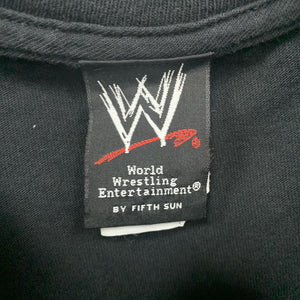 W
World
Wrestling
Entertainment®
BY FIFTH SUN